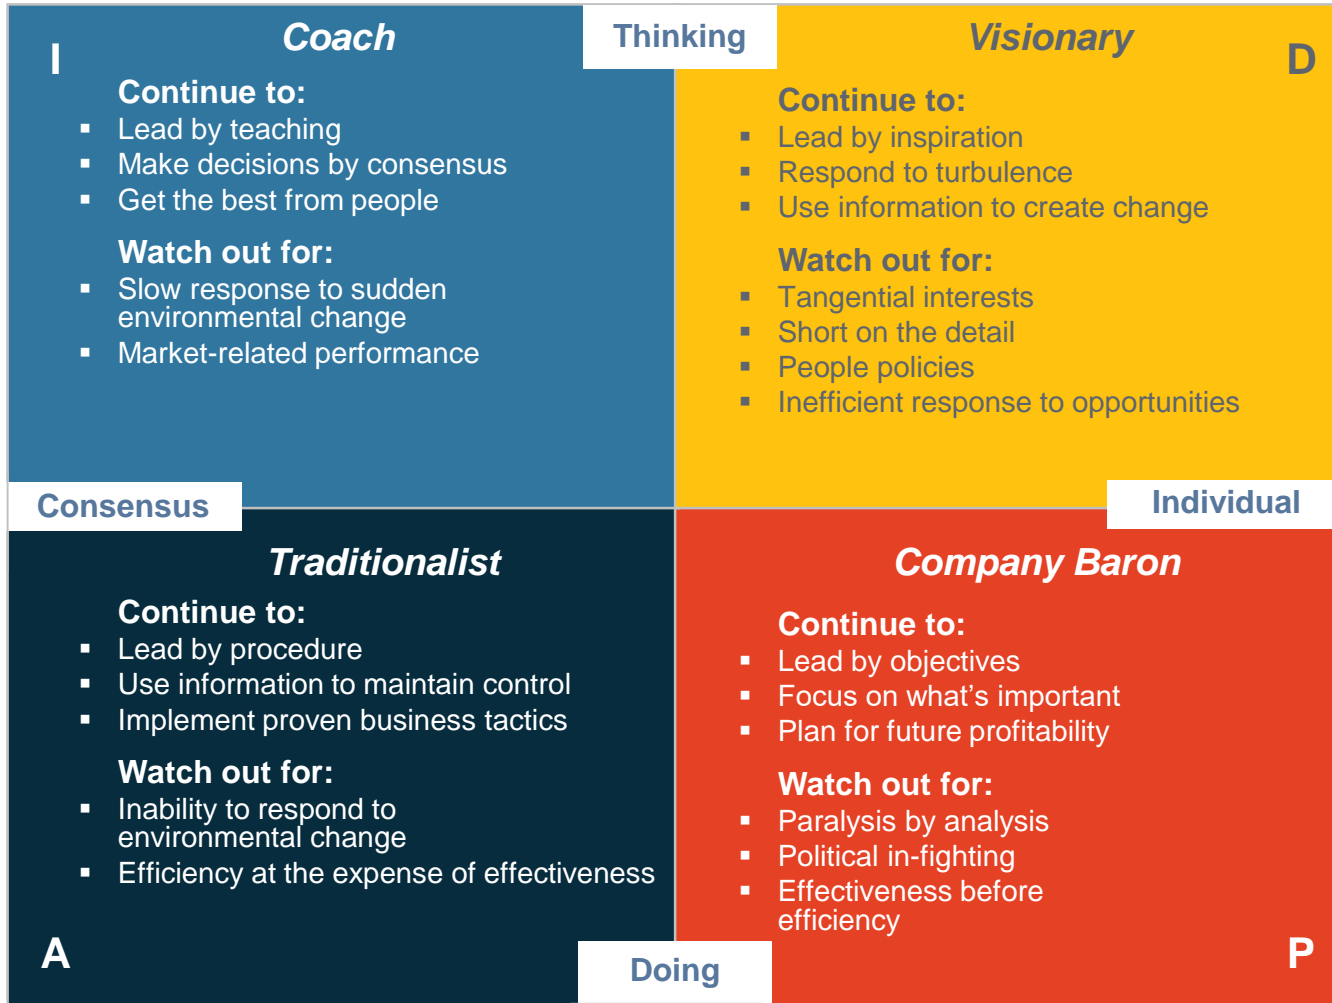 I
Coach
Continue to:
▪ Lead by teaching
▪ Make decisions by consensus
▪ Get the best from people
Watch out for:
▪ Slow response to sudden
environmental change
▪ Market-related performance
Thinking
Visionary
D
Continue to:
▪ Lead by inspiration
▪ Respond to turbulence
▪ Use information to create change
Watch out for:
▪ Tangential interests
▪ Short on the detail
▪ People policies
▪ Inefficient response to opportunities
Consensus
Individual
Traditionalist
Continue to:
▪ Lead by procedure
▪ Use information to maintain control
▪ Implement proven business tactics
Watch out for:
▪ Inability to respond to
environmental change
▪ Efficiency at the expense of effectiveness
A
Company Baron
Continue to:
▪ Lead by objectives
▪ Focus on what’s important
▪ Plan for future profitability
Watch out for:
▪ Paralysis by analysis
▪ Political in-fighting
▪ Effectiveness before
efficiency
P
Doing